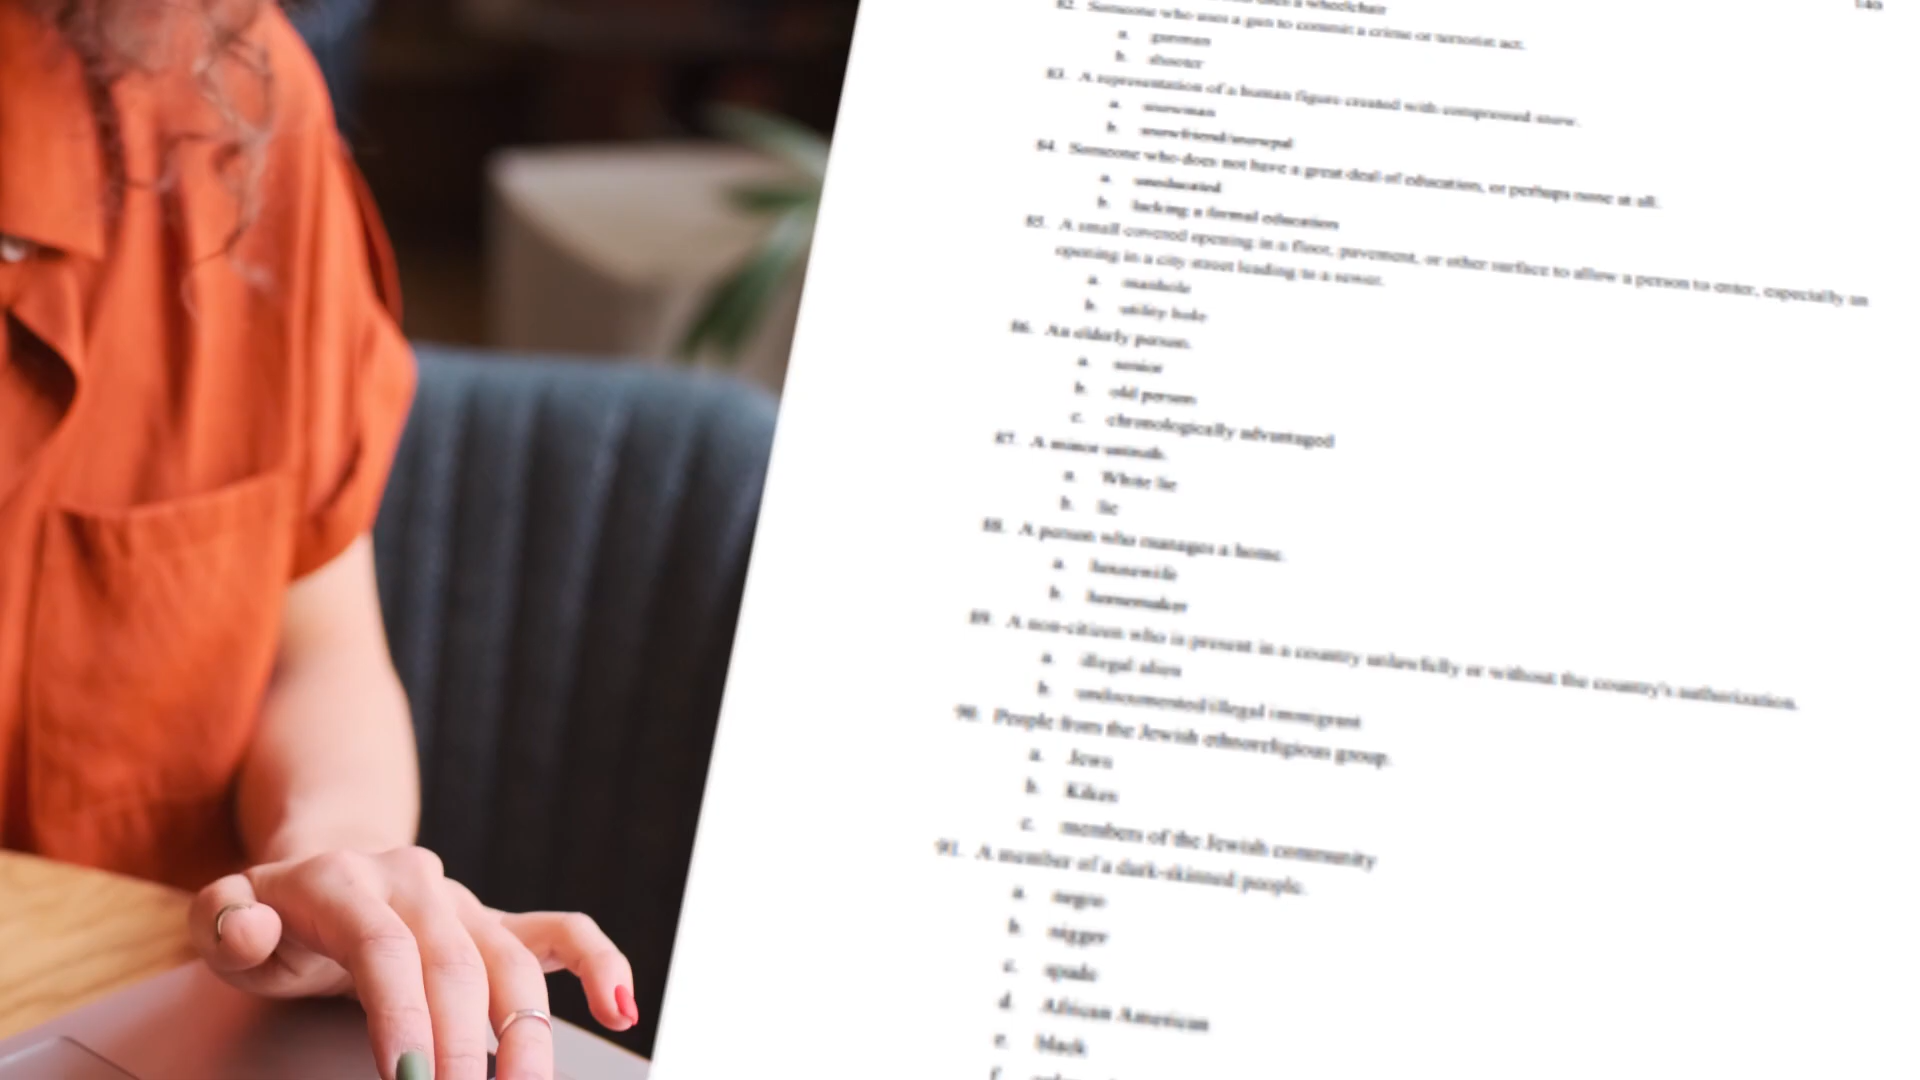 uses a wheelchair
140
82. Someone who uses a gun to commit a crime or terrorist act.
a. gunman
b. shooter
83. A representation of a human figure created with compressed snow.
a. snowman
b. snowfriend/snowpal
84. Someone who does not have a great deal of education, or perhaps none at all.
a. uneducated
b. lacking a formal education
85. A small covered opening in a floor, pavement, or other surface to allow a person to enter, especially an
opening in a city street leading to a sewer.
a. manhole
b. utility hole
86. An elderly person.
a. senior
b. old person
c. chronologically advantaged
87. A minor untruth.
a. White lie
b. lie
88. A person who manages a home.
a. housewife
b. homemaker
89. A non-citizen who is present in a country unlawfully or without the country's authorization.
a. illegal alien
b. undocumented/illegal immigrant
90. People from the Jewish ethnoreligious group.
a. Jews
b. Kikes
c. members of the Jewish community
91. A member of a dark-skinned people.
a. negro
b. nigger
c. spade
d. African American
e. black
f.